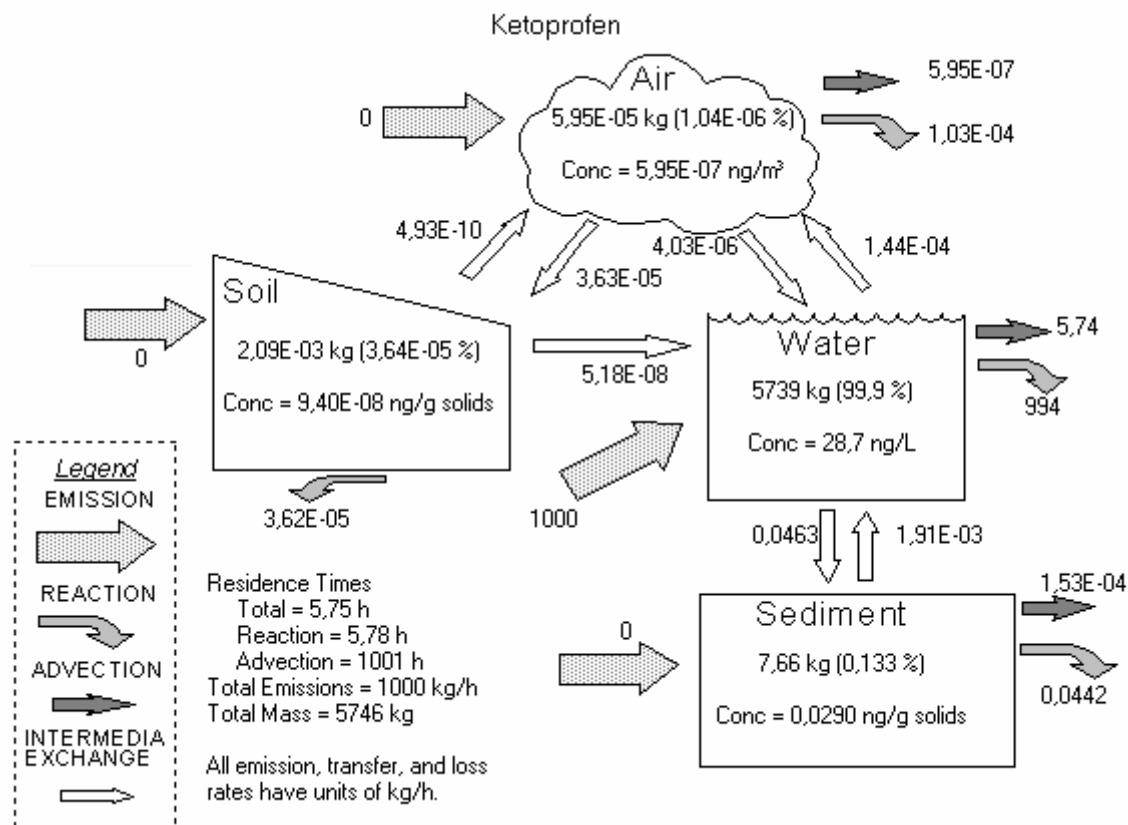 Ketoprofen
Air
5,95E-05 kg (1,04E-06 %)
Conc = 5,95E-07 ng/m³
0
5,95E-07
1,03E-04
4,93E-10
3,63E-05
4,03E-06
1,44E-04
Soil
2,09E-03 kg (3,64E-05 %)
Conc = 9,40E-08 ng/g solids
0
3,62E-05
5,18E-08
Water
5739 kg (99,9 %)
Conc = 28,7 ng/L
5,74
994
1000
0,0463
1,91E-03
Sediment
7,66 kg (0,133 %)
Conc = 0,0290 ng/g solids
0
1,53E-04
0,0442
Legend
EMISSION
REACTION
ADVECTION
INTERMEDIA
EXCHANGE
Residence Times
Total = 5,75 h
Reaction = 5,78 h
Advection = 1001 h
Total Emissions = 1000 kg/h
Total Mass = 5746 kg
All emission, transfer, and loss
rates have units of kg/h.